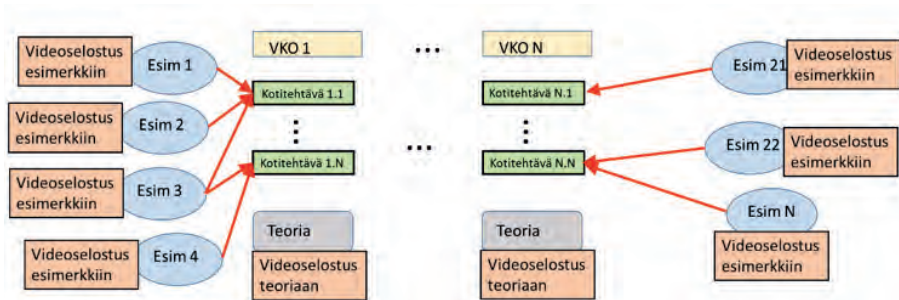 Videoselostus
esimerkkiin
Esim 1
VKO 1
...
VKO N
Esim 21
Videoselostus
esimerkkiin
Kotitehtävä 1.1
Kotitehtävä N.1
Videoselostus
esimerkkiin
Esim 2
...
Esim 22
Videoselostus
esimerkkiin
Kotitehtävä 1.N
Kotitehtävä N.N
Videoselostus
esimerkkiin
Esim 3
Esim N
Videoselostus
esimerkkiin
Videoselostus
esimerkkiin
Esim 4
Teoria
Videoselostus
teoriaan
Teoria
Videoselostus
teoriaan